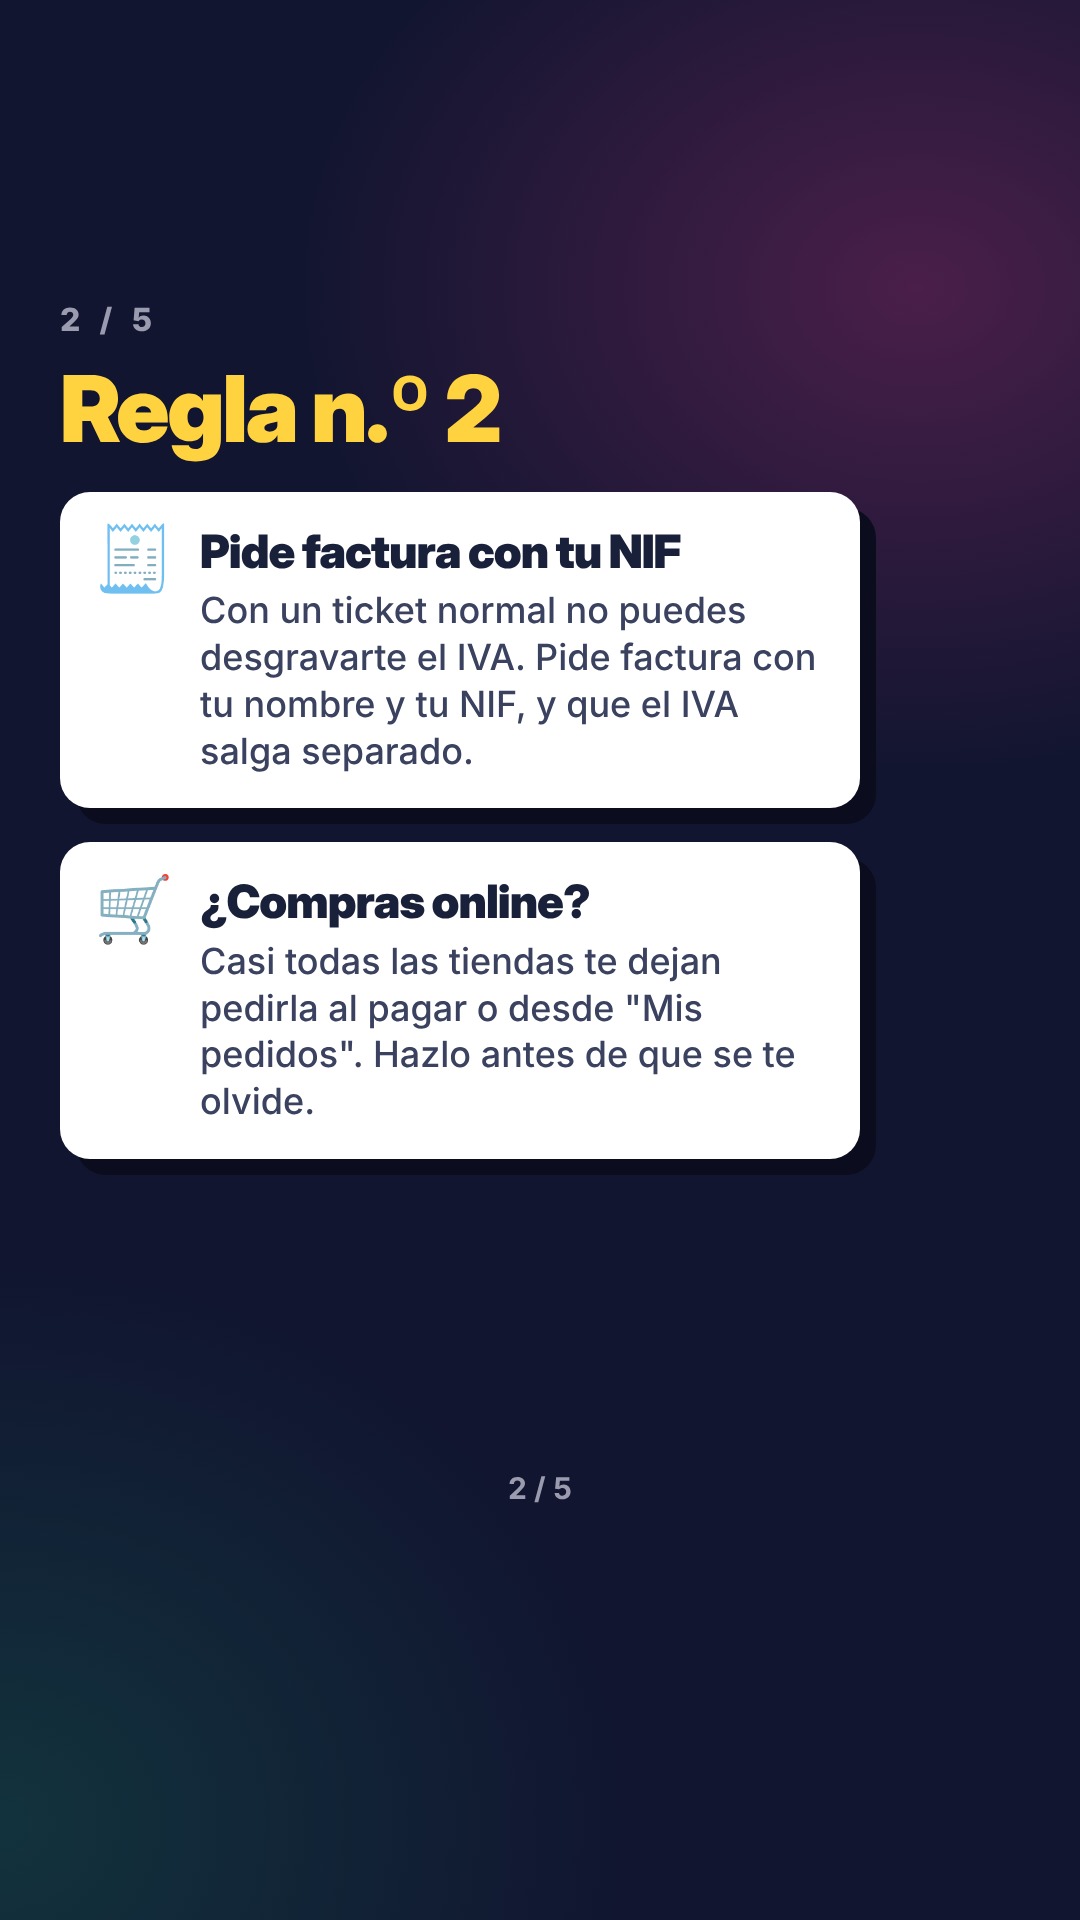 2 / 5
Regla n.º 2
Pide factura con tu NIF
Con un ticket normal no puedes
desgravarte el IVA. Pide factura con
tu nombre y tu NIF, y que el IVA
salga separado.
¿Compras online?
Casi todas las tiendas te dejan
pedirla al pagar o desde "Mis
pedidos". Hazlo antes de que se te
olvide.
2 / 5